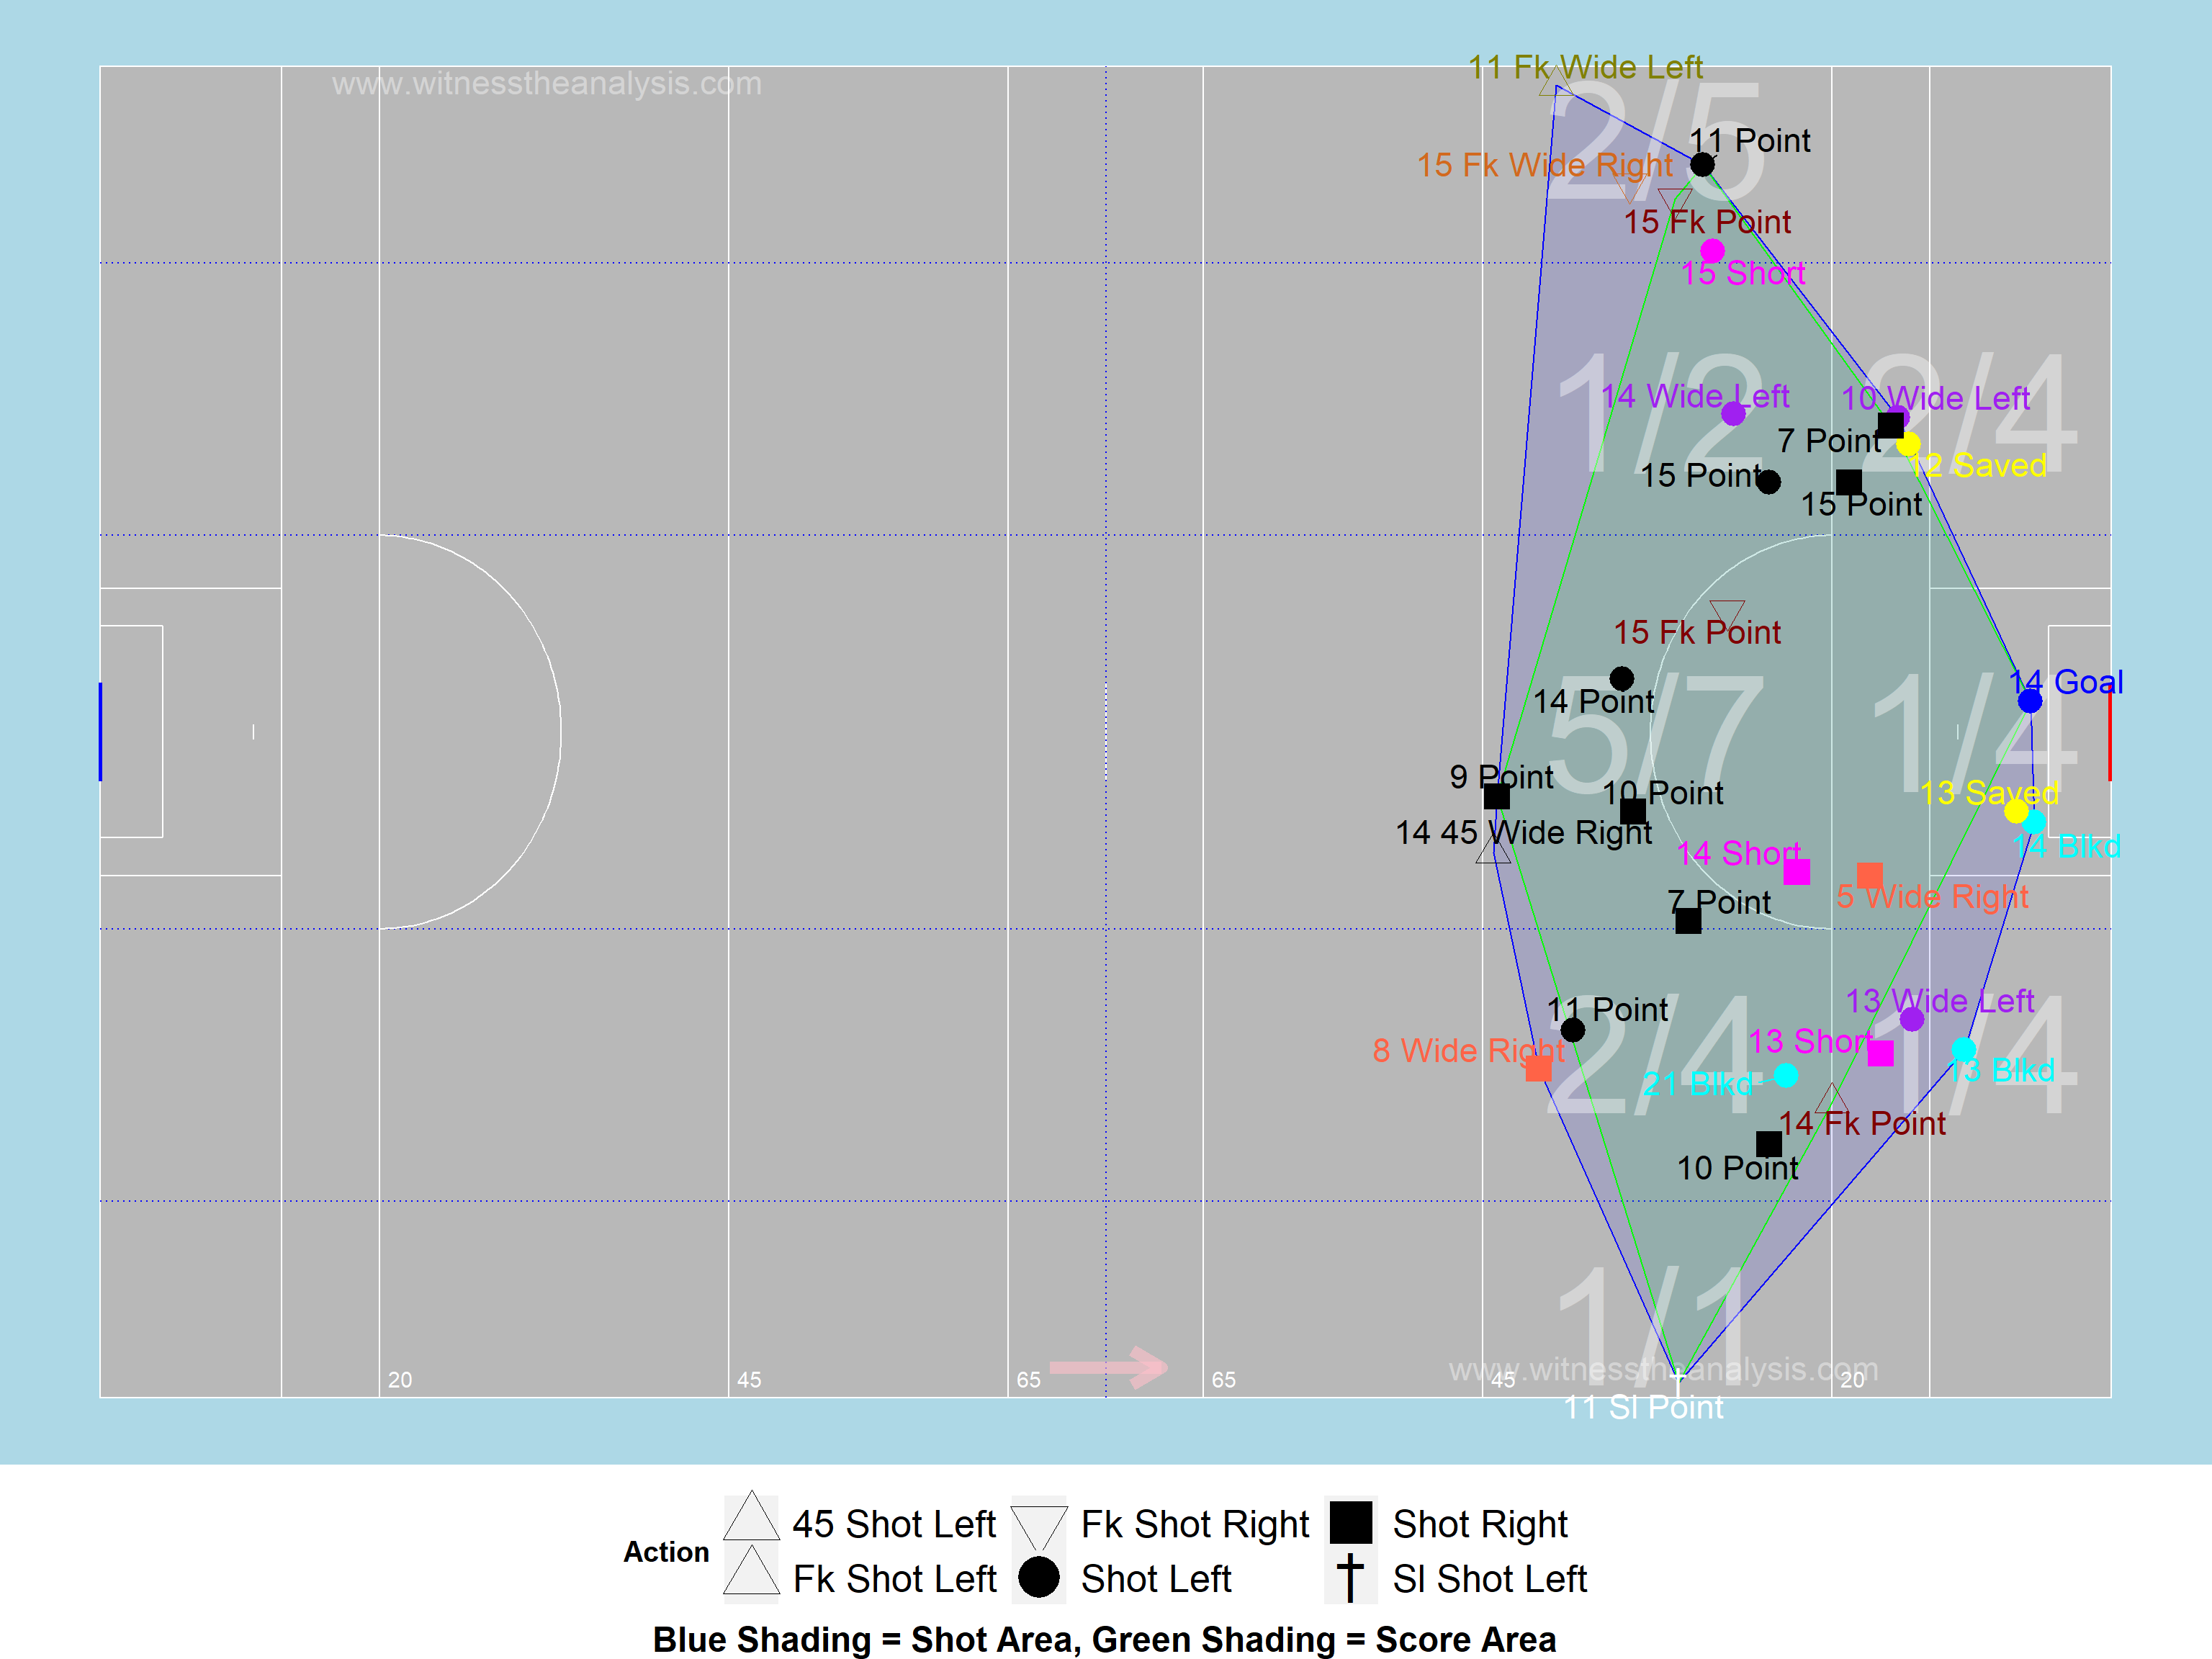 11 Fk Wide Left
www.witnesstheanalysis.com
2/5
11 Point
15 Fk Wide Right
15 Fk Point
15 Short
1/2
2/4
14 Wide Left
10 Wide Left
7 Point
12 Saved
15 Point
15 Point
15 Fk Point
14 Goal
14 Point
5/7
1/4
9 Point
10 Point
13 Saved
14 45 Wide Right
14 Blkd
14 Short
5 Wide Right
7 Point
13 Wide Left
11 Point
2/4
1/4
13 Short
8 Wide Right
13 Blkd
21 Blkd
14 Fk Point
10 Point
1/1
www.witnesstheanalysis.com
20 45 65 65 45 20
11 Sl Point
Action
45 Shot Left Fk Shot Right Shot Right
Fk Shot Left Shot Left Sl Shot Left
Blue Shading = Shot Area, Green Shading = Score Area